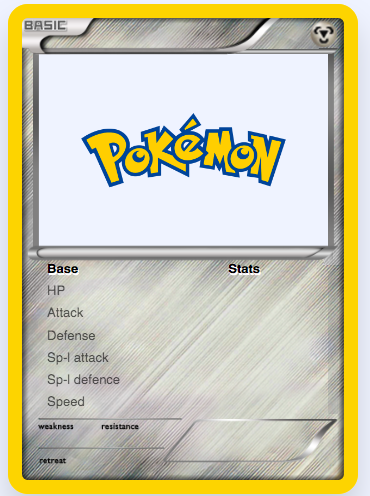 BASIC
POKéMON
Base Stats
HP
Attack
Defense
Sp-l attack
Sp-l defence
Speed
weakness resistance
retreat